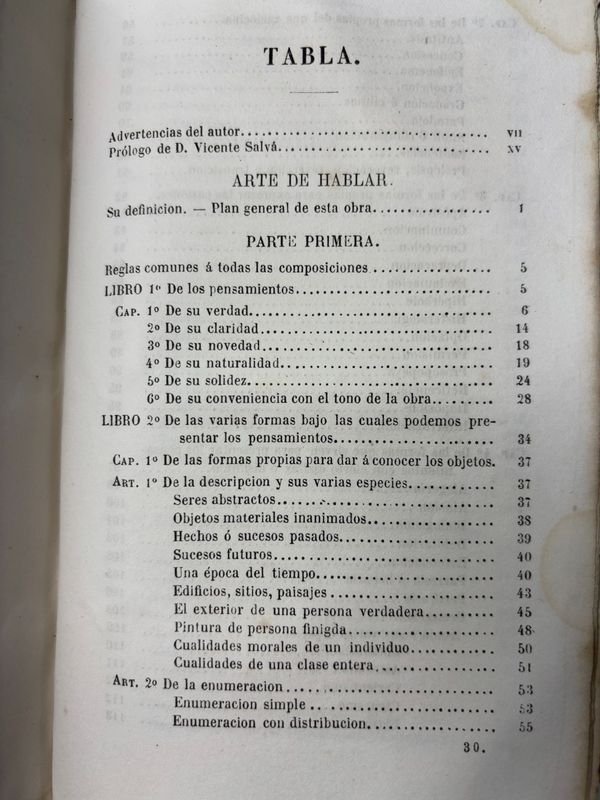 TABLA.
Advertencias del autor........ VII
Prólogo de D. Vicente Salvá........ XV
ARTE DE HABLAR.
Su definicion. — Plan general de esta obra........ 1
PARTE PRIMERA.
Reglas comunes á todas las composiciones ........ 5
LIBRO 1º De los pensamientos........ 5
CAP. 1º De su verdad........ 6
2º De su claridad........ 14
3º De su novedad........ 18
4º De su naturalidad........ 19
5º De su solidez........ 24
6º De su conveniencia con el tono de la obra........ 28
LIBRO 2º De las varias formas bajo las cuales podemos pre-
sentar los pensamientos........ 34
CAP. 1º De las formas propias para dar á conocer los objetos. 37
ART. 1º De la descripcion y sus varias especies........ 37
Seres abstractos........ 37
Objetos materiales inanimados........ 38
Hechos ó sucesos pasados........ 39
Sucesos futuros........ 40
Una época del tiempo........ 40
Edificios, sitios, paisajes ........ 43
El exterior de una persona verdadera........ 45
Pintura de persona finigda........ 48
Cualidades morales de un individuo........ 50
Cualidades de una clase entera........ 51
ART. 2º De la enumeracion ........ 53
Enumeracion simple ........ 53
Enumeracion con distribucion........ 55
30.